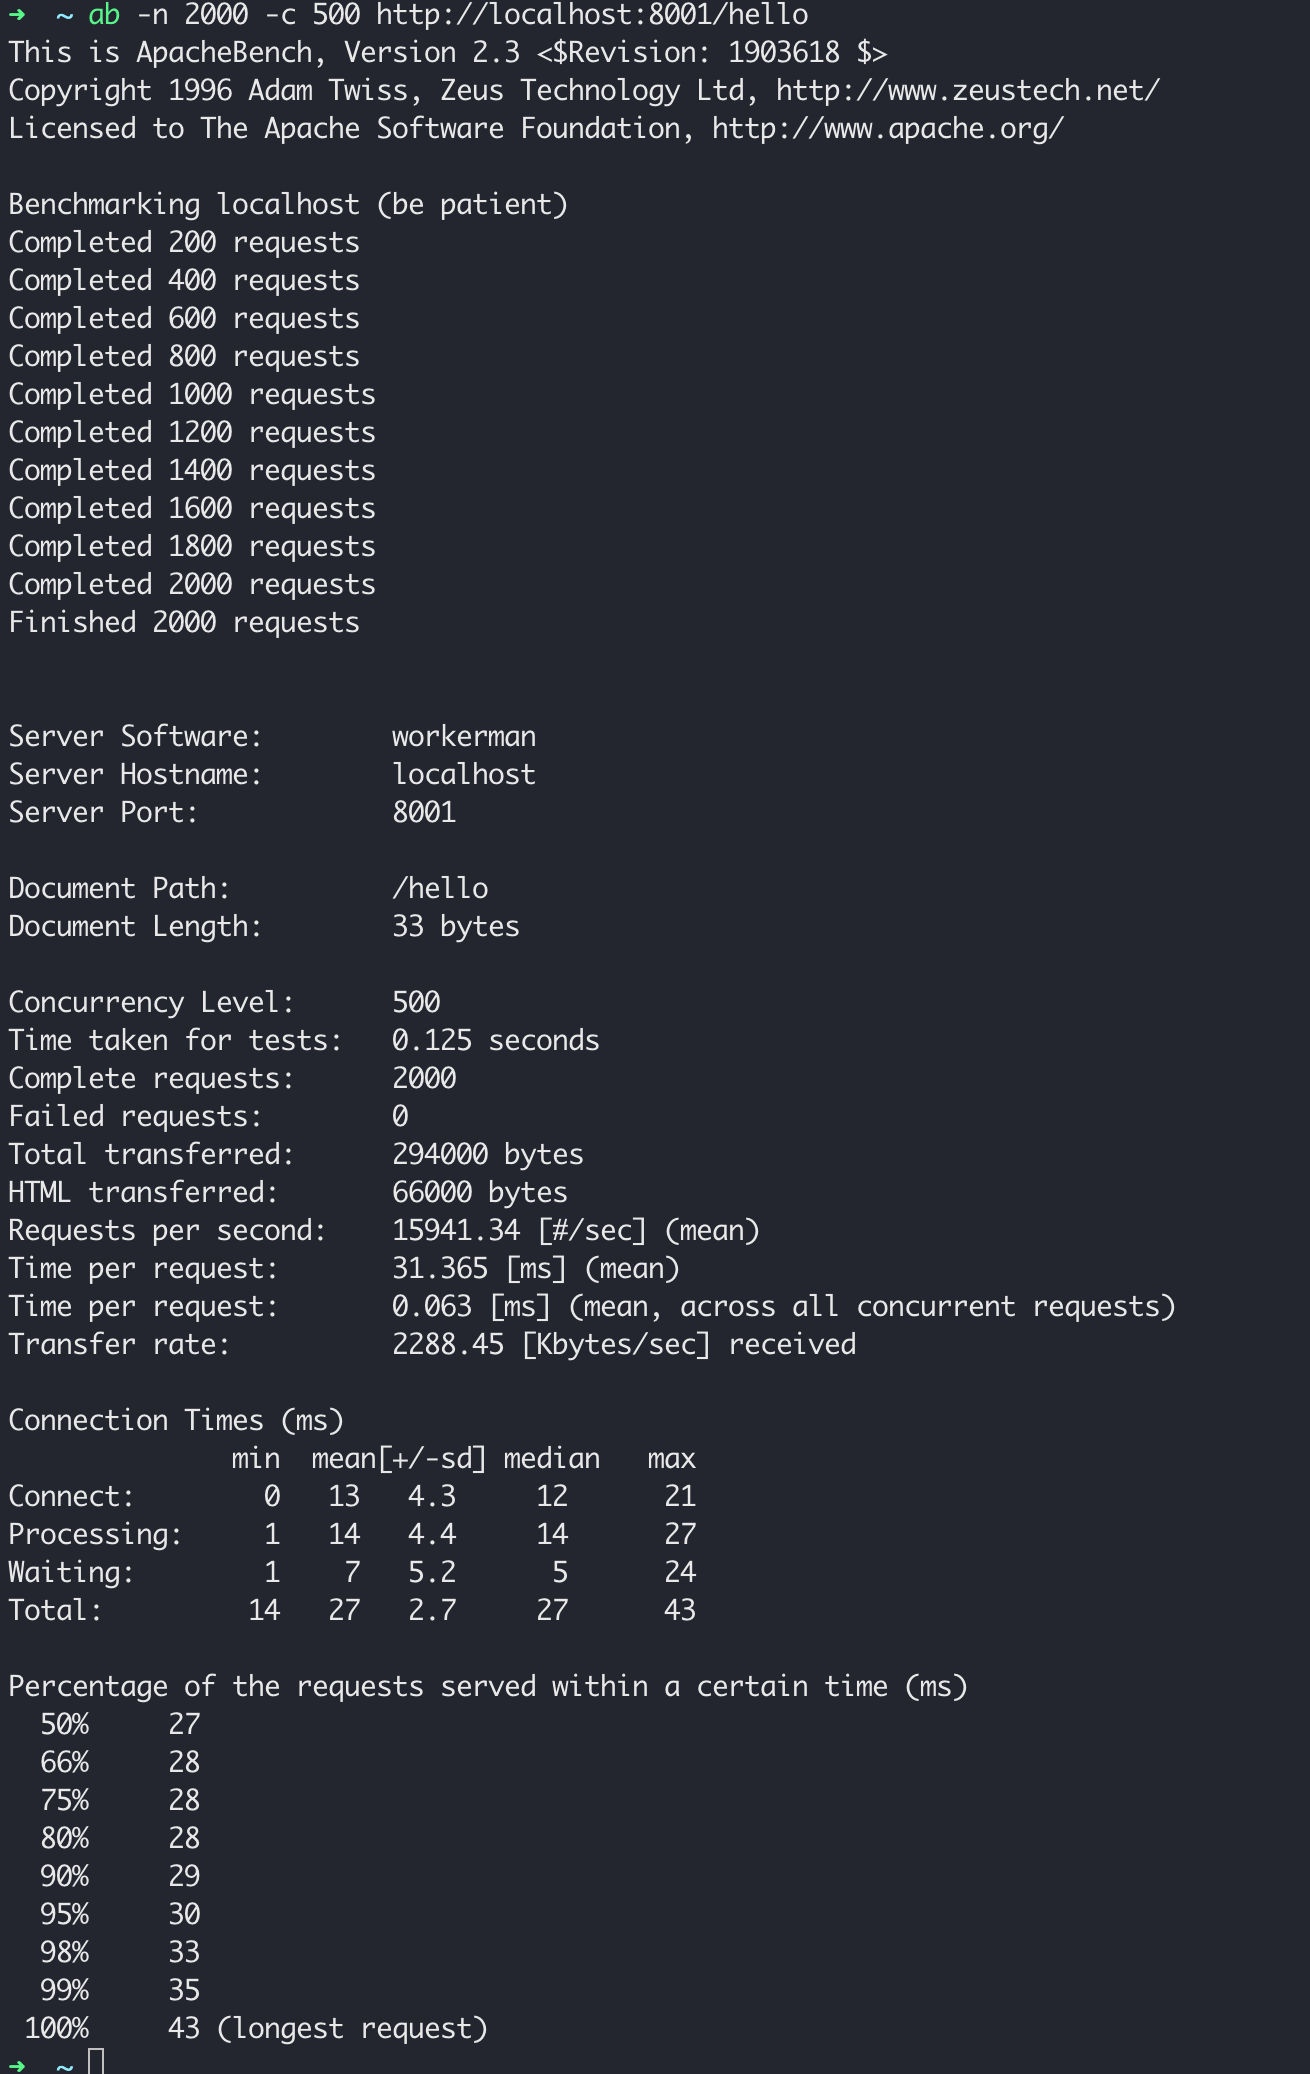 ➜  ~ ab -n 2000 -c 500 http://localhost:8001/hello
This is ApacheBench, Version 2.3 <$Revision: 1903618 $>
Copyright 1996 Adam Twiss, Zeus Technology Ltd, http://www.zeustech.net/
Licensed to The Apache Software Foundation, http://www.apache.org/

Benchmarking localhost (be patient)
Completed 200 requests
Completed 400 requests
Completed 600 requests
Completed 800 requests
Completed 1000 requests
Completed 1200 requests
Completed 1400 requests
Completed 1600 requests
Completed 1800 requests
Completed 2000 requests
Finished 2000 requests


Server Software:        workerman
Server Hostname:        localhost
Server Port:            8001

Document Path:          /hello
Document Length:        33 bytes

Concurrency Level:      500
Time taken for tests:   0.125 seconds
Complete requests:      2000
Failed requests:        0
Total transferred:      294000 bytes
HTML transferred:       66000 bytes
Requests per second:    15941.34 [#/sec] (mean)
Time per request:       31.365 [ms] (mean)
Time per request:       0.063 [ms] (mean, across all concurrent requests)
Transfer rate:          2288.45 [Kbytes/sec] received

Connection Times (ms)
              min  mean[+/-sd] median   max
Connect:        0   13   4.3     12      21
Processing:     1   14   4.4     14      27
Waiting:        1    7   5.2      5      24
Total:         14   27   2.7     27      43

Percentage of the requests served within a certain time (ms)
  50%     27
  66%     28
  75%     28
  80%     28
  90%     29
  95%     30
  98%     33
  99%     35
 100%     43 (longest request)
➜  ~